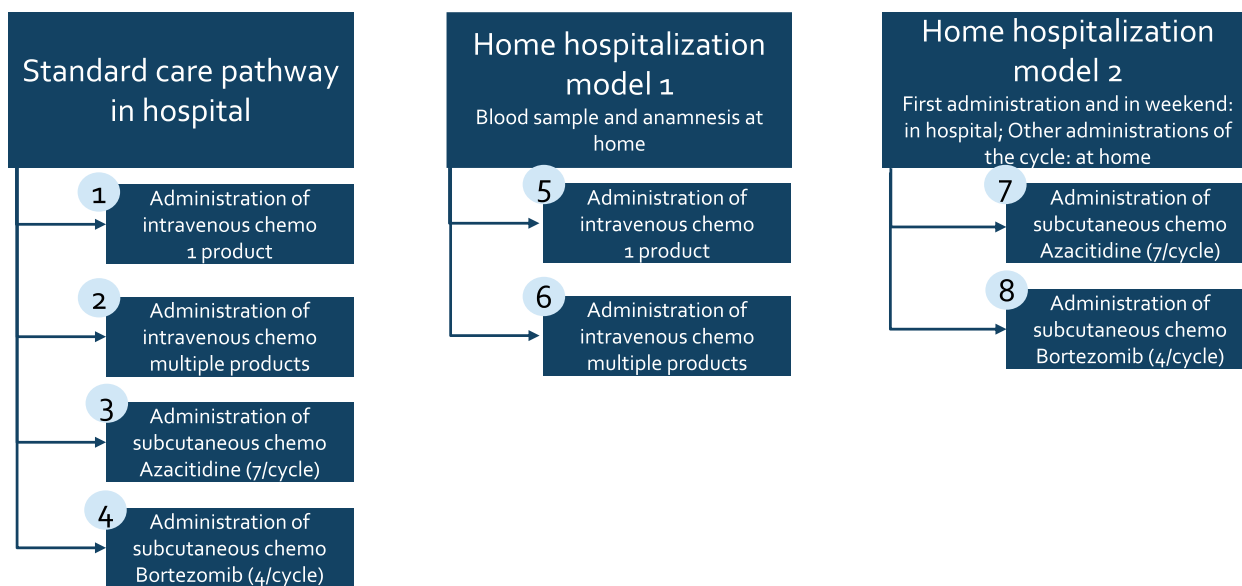 Standard care pathway
in hospital
1
Administration of
intravenous chemo
1 product
2
Administration of
intravenous chemo
multiple products
3
Administration of
subcutaneous chemo
Azacitidine (7/cycle)
4
Administration of
subcutaneous chemo
Bortezomib (4/cycle)
Home hospitalization
model 1
Blood sample and anamnesis at
home
5
Administration of
intravenous chemo
1 product
6
Administration of
intravenous chemo
multiple products
Home hospitalization
model 2
First administration and in weekend:
in hospital; Other administrations of
the cycle: at home
7
Administration of
subcutaneous chemo
Azacitidine (7/cycle)
8
Administration of
subcutaneous chemo
Bortezomib (4/cycle)